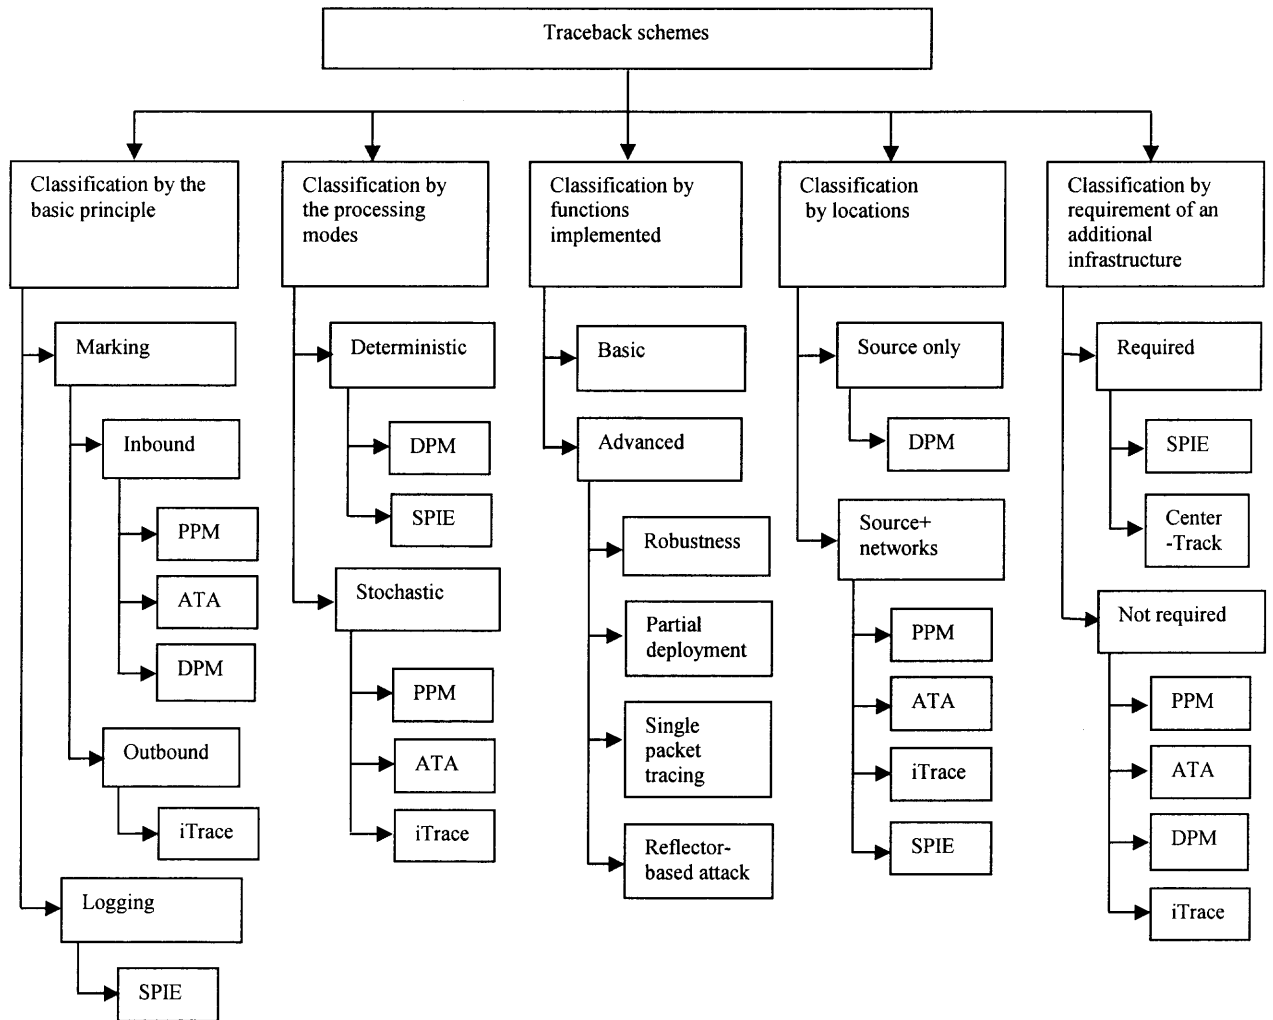 Traceback schemes
Classification by the
basic principle
Marking
Inbound
PPM
ATA
DPM
Outbound
iTrace
Logging
SPIE
Classification by
the processing
modes
Deterministic
DPM
SPIE
Stochastic
PPM
ATA
iTrace
Classification by
functions
implemented
Basic
Advanced
Robustness
Partial
deployment
Single
packet
tracing
Reflector-
based attack
Classification
by locations
Source only
DPM
Source+
networks
PPM
ATA
iTrace
SPIE
Classification by
requirement of an
additional
infrastructure
Required
SPIE
Center
-Track
Not required
PPM
ATA
DPM
iTrace